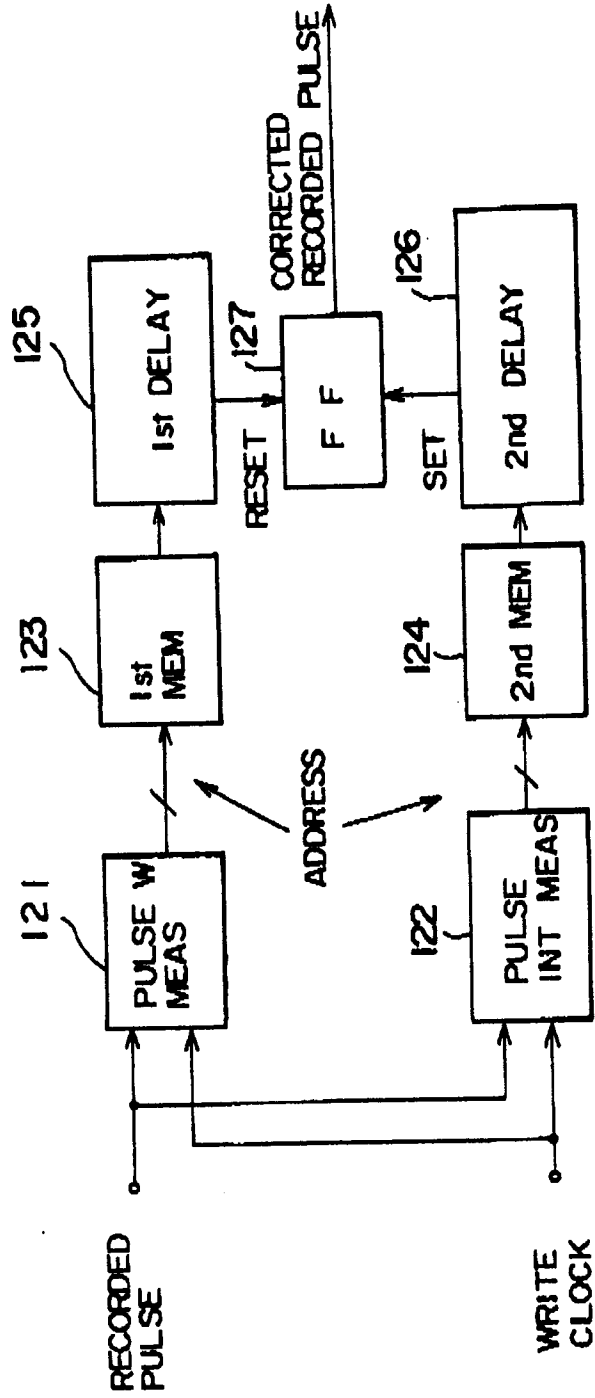 RECORDED
PULSE
WRITE
CLOCK
121
PULSE W
MEAS
122
PULSE
INT MEAS
ADDRESS
123
1st
MEM
124
2nd MEM
125
1st DELAY
RESET
127
F F
SET
126
2nd DELAY
CORRECTED
RECORDED PULSE